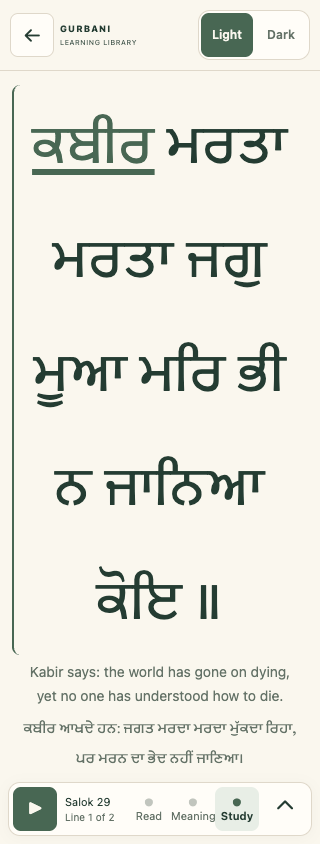 GURBANI
LEARNING LIBRARY
Light
Dark
ਕਬੀਰ ਮਰਤਾ
ਮਰਤਾ ਜਗੁ
ਮੂਆ ਮਰਿ ਭੀ
ਨ ਜਾਨਿਆ
ਕੋਇ ॥
Kabir says: the world has gone on dying,
yet no one has understood how to die.
ਕਬੀਰ ਆਖਦੇ ਹਨ: ਜਗਤ ਮਰਦਾ ਮਰਦਾ ਮੁੱਕਦਾ ਰਿਹਾ,
ਪਰ ਮਰਨ ਦਾ ਭੇਦ ਨਹੀਂ ਜਾਣਿਆ।
Salok 29
Line 1 of 2
Read
Meaning
Study